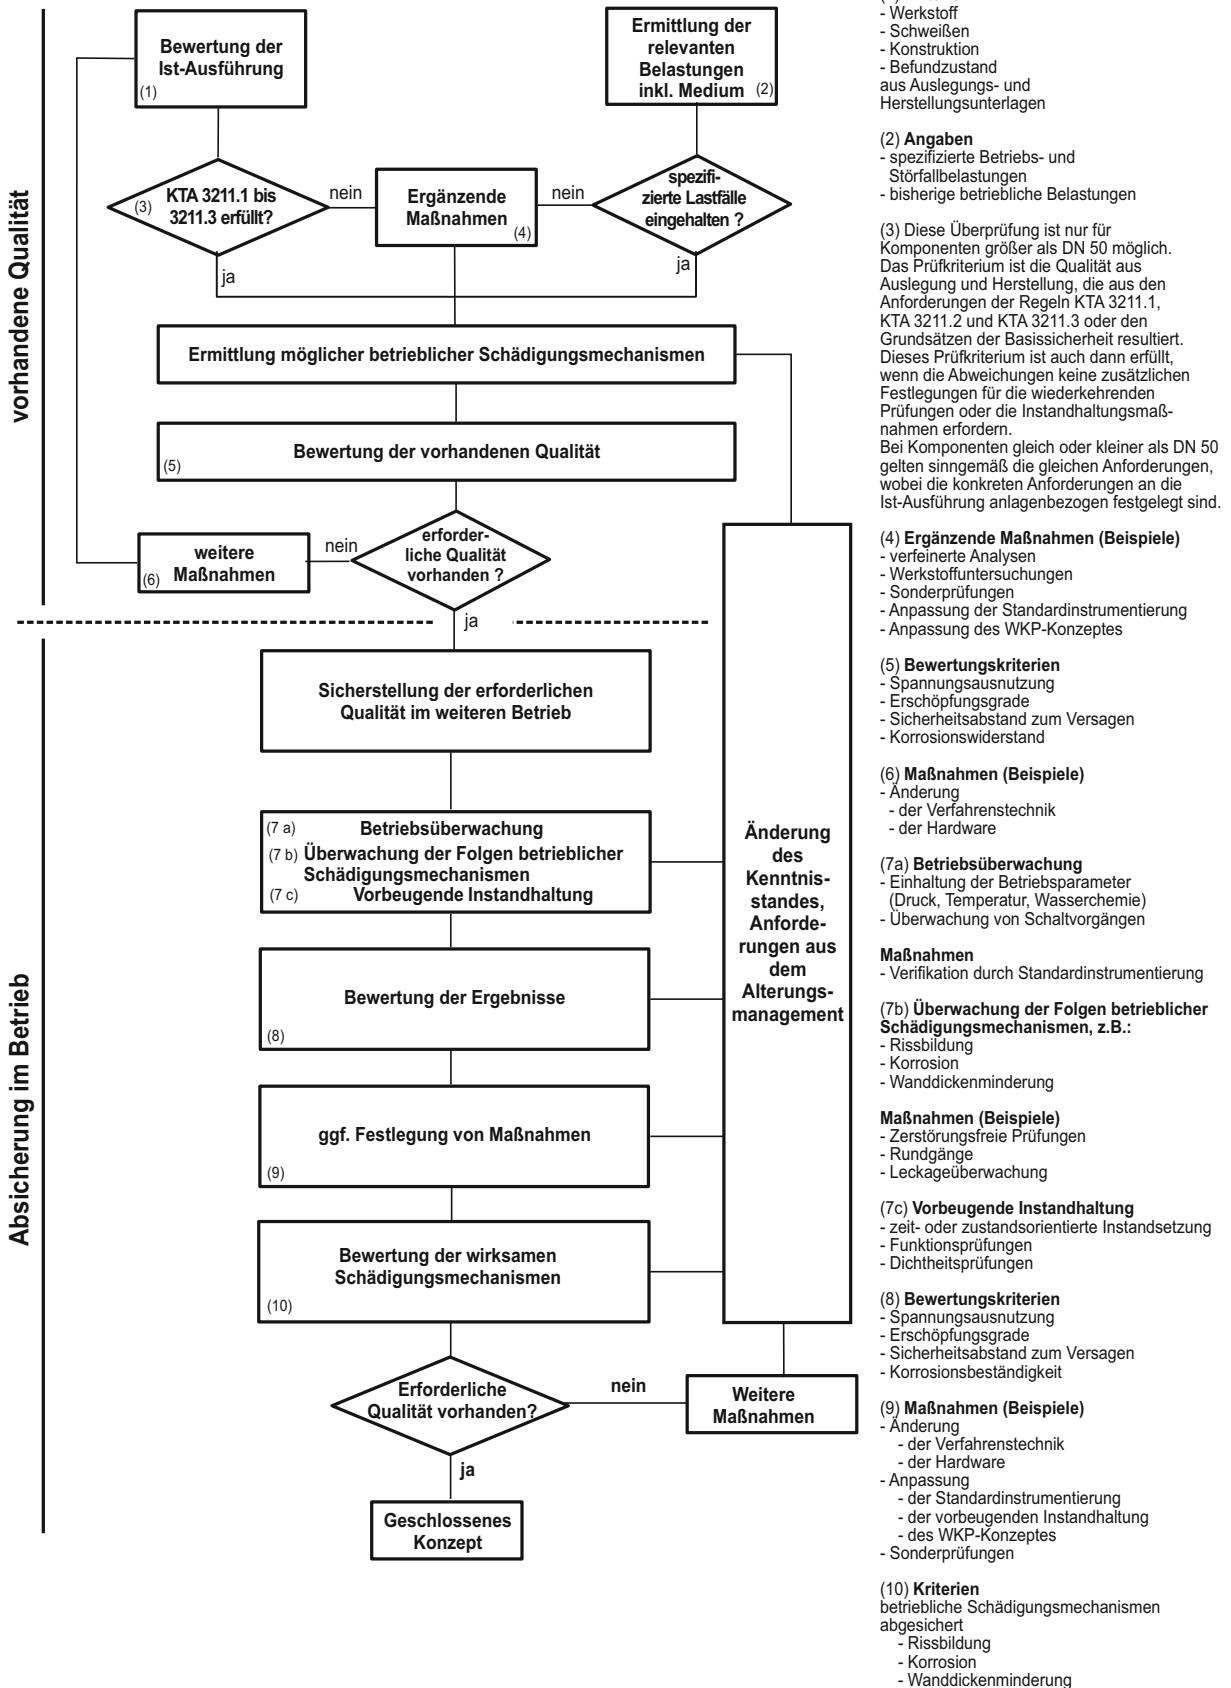 vorhandene Qualität
Absicherung im Betrieb
Bewertung der
Ist-Ausführung
(1)
Ermittlung der
relevanten
Belastungen
inkl. Medium (2)
(3) KTA 3211.1 bis
3211.3 erfüllt?
nein
Ergänzende
Maßnahmen
(4)
nein
spezifi-
zierte Lastfälle
eingehalten ?
ja
ja
Ermittlung möglicher betrieblicher Schädigungsmechanismen
Bewertung der vorhandenen Qualität
(5)
weitere
Maßnahmen
(6)
nein
erforder-
liche Qualität
vorhanden ?
ja
Sicherstellung der erforderlichen
Qualität im weiteren Betrieb
(7 a) Betriebsüberwachung
(7 b) Überwachung der Folgen betrieblicher
Schädigungsmechanismen
(7 c) Vorbeugende Instandhaltung
Bewertung der Ergebnisse
(8)
ggf. Festlegung von Maßnahmen
(9)
Bewertung der wirksamen
Schädigungsmechanismen
(10)
Änderung
des
Kenntnis-
standes,
Anforde-
rungen aus
dem
Alterungs-
management
Erforderliche
Qualität vorhanden?
nein
Weitere
Maßnahmen
ja
Geschlossenes
Konzept
- Werkstoff
- Schweißen
- Konstruktion
- Befundzustand
aus Auslegungs- und
Herstellungsunterlagen
(2) Angaben
- spezifizierte Betriebs- und
Störfallbelastungen
- bisherige betriebliche Belastungen
(3) Diese Überprüfung ist nur für
Komponenten größer als DN 50 möglich.
Das Prüfkriterium ist die Qualität aus
Auslegung und Herstellung, die aus den
Anforderungen der Regeln KTA 3211.1,
KTA 3211.2 und KTA 3211.3 oder den
Grundsätzen der Basissicherheit resultiert.
Dieses Prüfkriterium ist auch dann erfüllt,
wenn die Abweichungen keine zusätzlichen
Festlegungen für die wiederkehrenden
Prüfungen oder die Instandhaltungsmaß-
nahmen erfordern.
Bei Komponenten gleich oder kleiner als DN 50
gelten sinngemäß die gleichen Anforderungen,
wobei die konkreten Anforderungen an die
Ist-Ausführung anlagenbezogen festgelegt sind.
(4) Ergänzende Maßnahmen (Beispiele)
- verfeinerte Analysen
- Werkstoffuntersuchungen
- Sonderprüfungen
- Anpassung der Standardinstrumentierung
- Anpassung des WKP-Konzeptes
(5) Bewertungskriterien
- Spannungsausnutzung
- Erschöpfungsgrade
- Sicherheitsabstand zum Versagen
- Korrosionswiderstand
(6) Maßnahmen (Beispiele)
- Änderung
- der Verfahrenstechnik
- der Hardware
(7a) Betriebsüberwachung
- Einhaltung der Betriebsparameter
(Druck, Temperatur, Wasserchemie)
- Überwachung von Schaltvorgängen
Maßnahmen
- Verifikation durch Standardinstrumentierung
(7b) Überwachung der Folgen betrieblicher
Schädigungsmechanismen, z.B.:
- Rissbildung
- Korrosion
- Wanddickenminderung
Maßnahmen (Beispiele)
- Zerstörungsfreie Prüfungen
- Rundgänge
- Leckageüberwachung
(7c) Vorbeugende Instandhaltung
- zeit- oder zustandsorientierte Instandsetzung
- Funktionsprüfungen
- Dichtheitsprüfungen
(8) Bewertungskriterien
- Spannungsausnutzung
- Erschöpfungsgrade
- Sicherheitsabstand zum Versagen
- Korrosionsbeständigkeit
(9) Maßnahmen (Beispiele)
- Änderung
- der Verfahrenstechnik
- der Hardware
- Anpassung
- der Standardinstrumentierung
- der vorbeugenden Instandhaltung
- des WKP-Konzeptes
- Sonderprüfungen
(10) Kriterien
betriebliche Schädigungsmechanismen
abgesichert
- Rissbildung
- Korrosion
- Wanddickenminderung